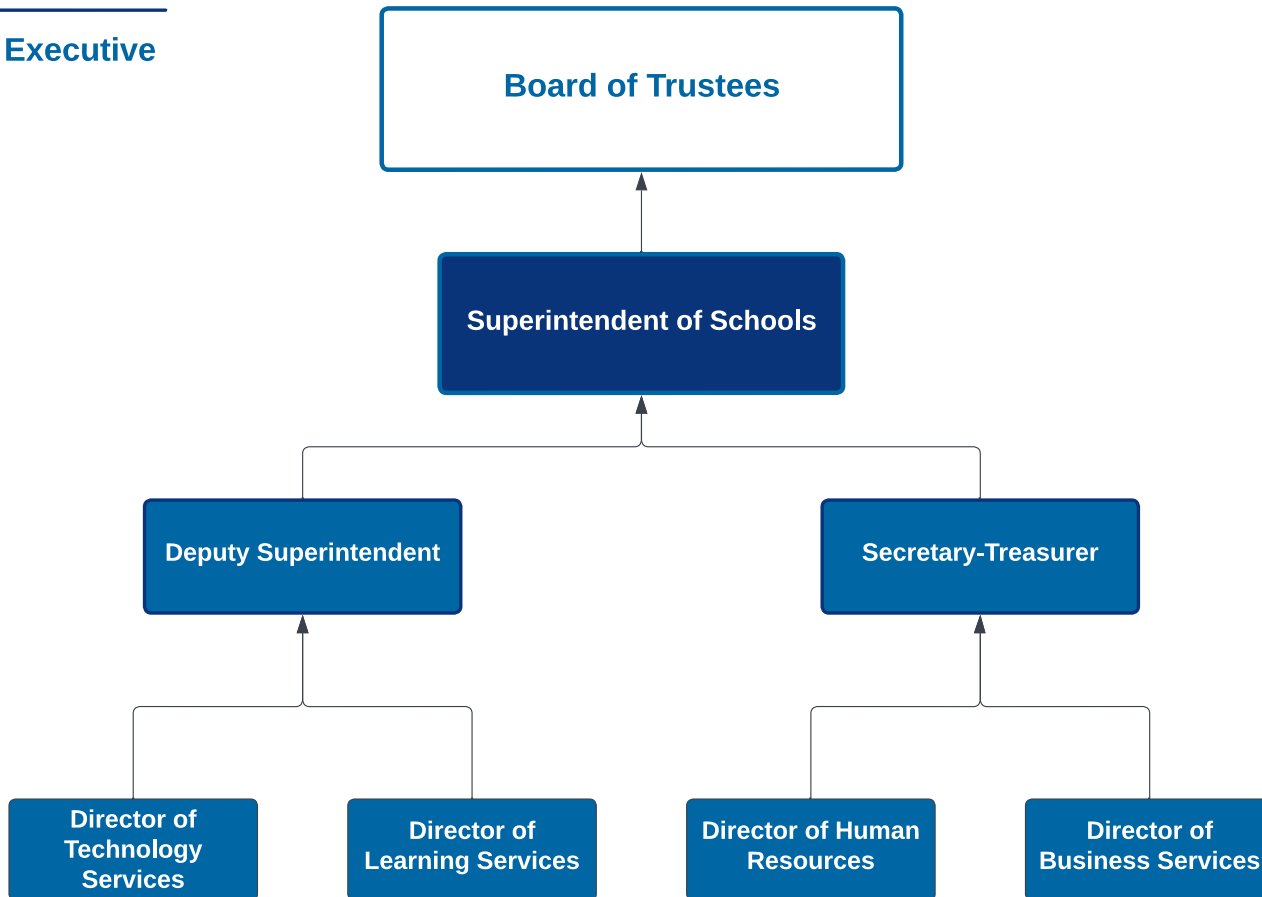 Executive
Board of Trustees
Superintendent of Schools
Deputy Superintendent
Secretary-Treasurer
Director of
Technology
Services
Director of
Learning Services
Director of Human
Resources
Director of
Business Services